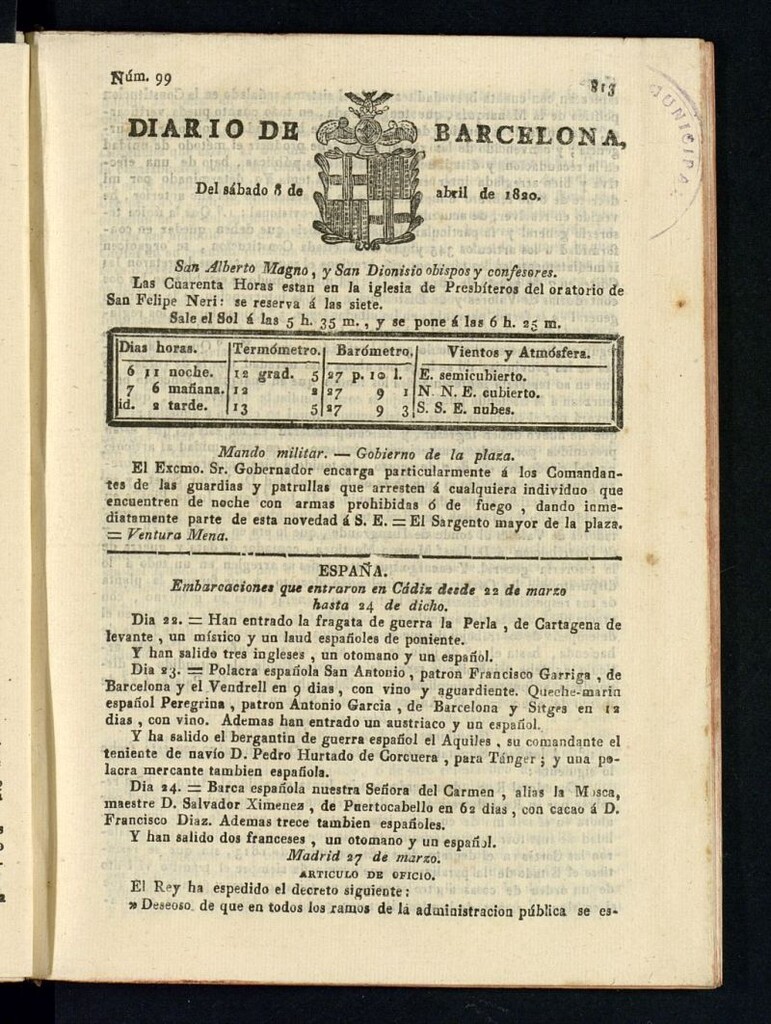 Núm. 99
813
MUNICIPA
DIARIO DE BARCELONA,
Del sábado 8 de abril de 1820.
San Alberto Magno, y San Dionisio obispos y confesores.
Las Cuarenta Horas estan en la iglesia de Presbíteros del oratorio de
San Felipe Neri: se reserva á las siete.
Sale el Sol á las 5 h. 35 m., y se pone á las 6 h. 25 m.
Dias horas. Termómetro. Barómetro. Vientos y Atmósfera.
6 11 noche. 12 grad. 5 27 p. 10 l. E. semicubierto.
7 6 mañana. 12 2 27 9 1 N. N. E. cubierto.
id. 2 tarde. 13 5 27 9 3 S. S. E. nubes.
Mando militar. — Gobierno de la plaza.
El Excmo. Sr. Gobernador encarga particularmente á los Comandan-
tes de las guardias y patrullas que arresten á cualquiera individuo que
encuentren de noche con armas prohibidas ó de fuego, dando inme-
diatamente parte de esta novedad á S. E. = El Sargento mayor de la plaza.
= Ventura Mena.
ESPAÑA.
Embarcaciones que entraron en Cádiz desde 22 de marzo
hasta 24 de dicho.
Dia 22. = Han entrado la fragata de guerra la Perla, de Cartagena de
levante, un místico y un laud españoles de poniente.
Y han salido tres ingleses, un otomano y un español.
Dia 23. = Polacra española San Antonio, patron Francisco Garriga, de
Barcelona y el Vendrell en 9 dias, con vino y aguardiente. Queche-marin
español Peregrina, patron Antonio Garcia, de Barcelona y Sitges en 12
dias, con vino. Ademas han entrado un austriaco y un español.
Y ha salido el bergantin de guerra español el Aquiles, su comandante el
teniente de navío D. Pedro Hurtado de Corcuera, para Tánger; y una po-
lacra mercante tambien española.
Dia 24. = Barca española nuestra Señora del Carmen, alias la Mosca,
maestre D. Salvador Ximenez, de Puertocabello en 62 dias, con cacao á D.
Francisco Diaz. Ademas trece tambien españoles.
Y han salido dos franceses, un otomano y un español.
Madrid 27 de marzo.
ARTICULO DE OFICIO.
El Rey ha espedido el decreto siguiente:
» Deseoso de que en todos los ramos de la administracion pública se es-